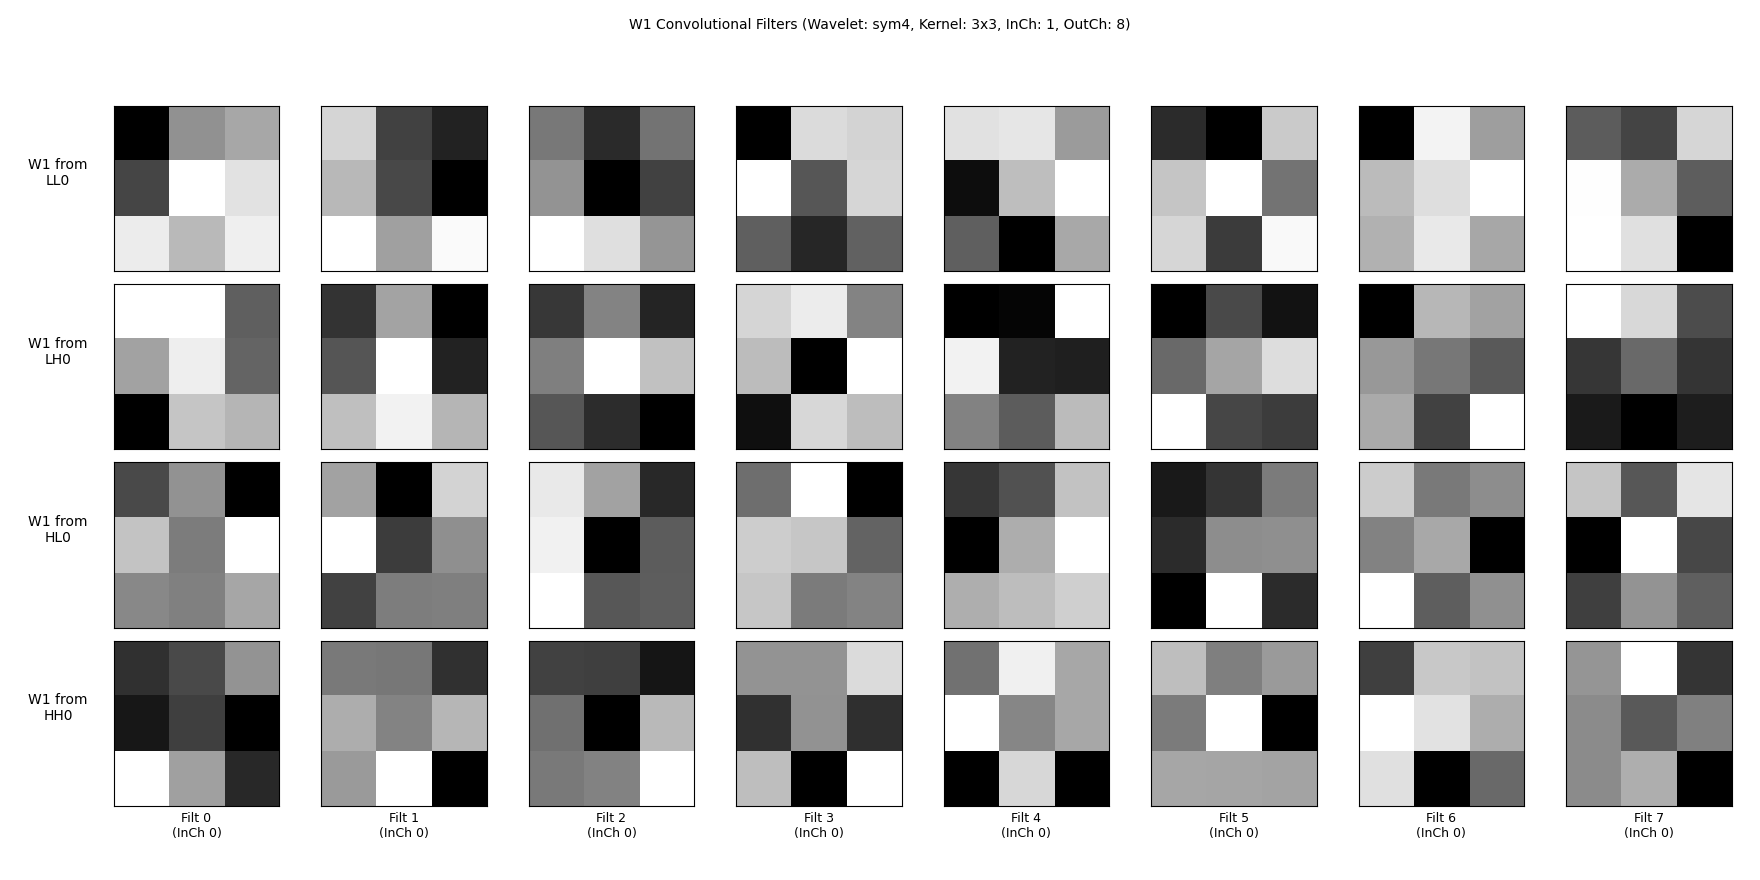 W1 Convolutional Filters (Wavelet: sym4, Kernel: 3x3, InCh: 1, OutCh: 8)
W1 from
LL0
W1 from
LH0
W1 from
HL0
W1 from
HH0
Filt 0
(InCh 0)
Filt 1
(InCh 0)
Filt 2
(InCh 0)
Filt 3
(InCh 0)
Filt 4
(InCh 0)
Filt 5
(InCh 0)
Filt 6
(InCh 0)
Filt 7
(InCh 0)